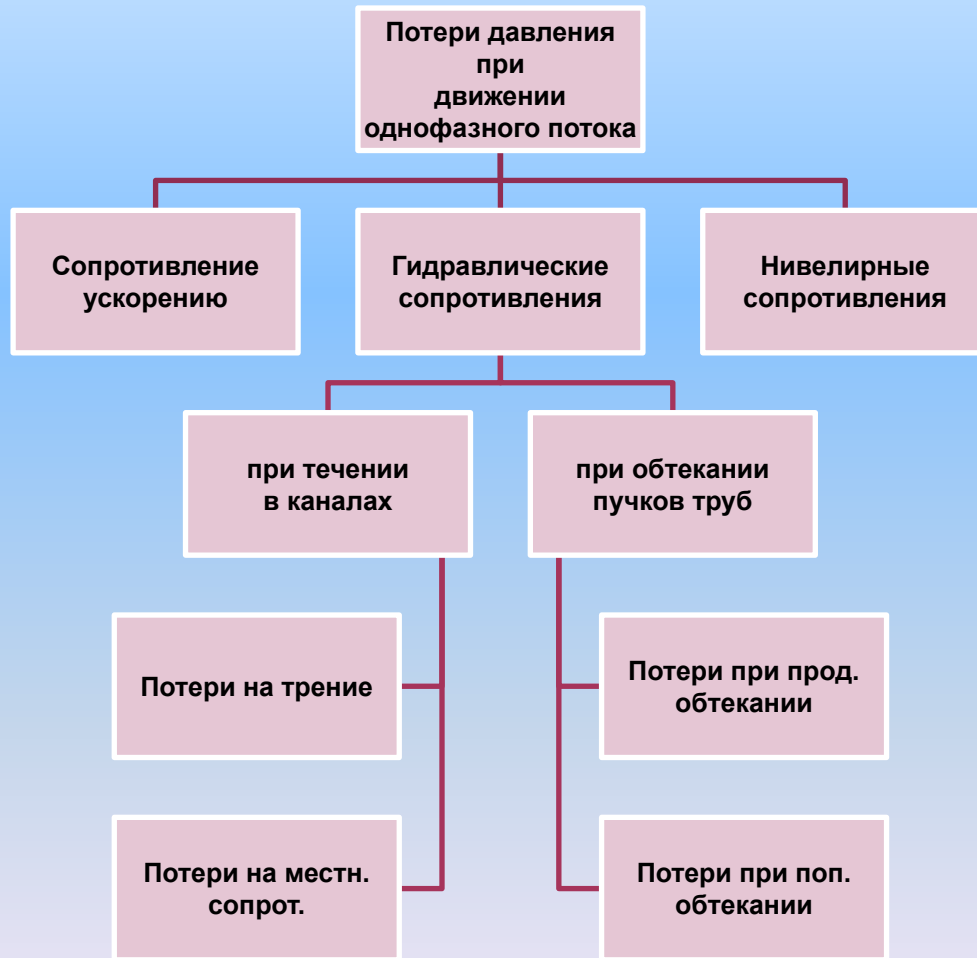 Потери давления
при
движении
однофазного потока
Сопротивление
ускорению
Гидравлические
сопротивления
Нивелирные
сопротивления
при течении
в каналах
при обтекании
пучков труб
Потери на трение
Потери при прод.
обтекании
Потери на местн.
сопрот.
Потери при поп.
обтекании